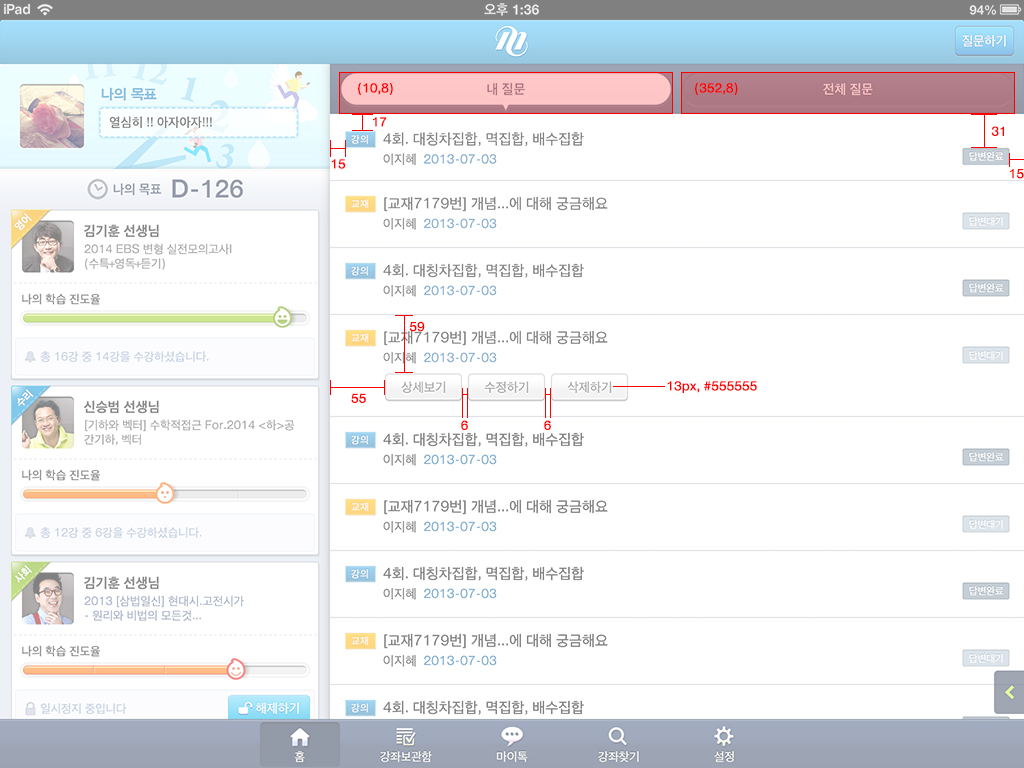 iPad 오후 1:36 94%
질문하기
12
11
1
2
3
나의 목표
열심히 !! 아자아자!!!
나의 목표 D-126
영어
김기훈 선생님
2014 EBS 변형 실전모의고사I
(수특+영독+듣기)
나의 학습 진도율
총 16강 중 14강을 수강하셨습니다.
수리
신승범 선생님
[기하와 벡터] 수학적접근 For.2014 <하>공
간기하, 벡터
나의 학습 진도율
총 12강 중 6강을 수강하셨습니다.
사회
김기훈 선생님
2013 [삼법일신] 현대시.고전시가
- 원리와 비법의 모든것...
나의 학습 진도율
일시정지 중입니다
해제하기
(10,8) 내 질문
(352,8) 전체 질문
17
31
15
15
강의 4회. 대칭차집합, 멱집합, 배수집합
이지혜 2013-07-03
답변완료
교재 [교재7179번] 개념...에 대해 궁금해요
이지혜 2013-07-03
답변대기
강의 4회. 대칭차집합, 멱집합, 배수집합
이지혜 2013-07-03
답변완료
59
교재 [교재7179번] 개념...에 대해 궁금해요
이지혜 2013-07-03
답변대기
상세보기 수정하기 삭제하기 13px, #555555
55
6
6
강의 4회. 대칭차집합, 멱집합, 배수집합
이지혜 2013-07-03
답변완료
교재 [교재7179번] 개념...에 대해 궁금해요
이지혜 2013-07-03
답변대기
강의 4회. 대칭차집합, 멱집합, 배수집합
이지혜 2013-07-03
답변완료
교재 [교재7179번] 개념...에 대해 궁금해요
이지혜 2013-07-03
답변대기
강의 4회. 대칭차집합, 멱집합, 배수집합
홈 강좌보관함 마이톡 강좌찾기 설정